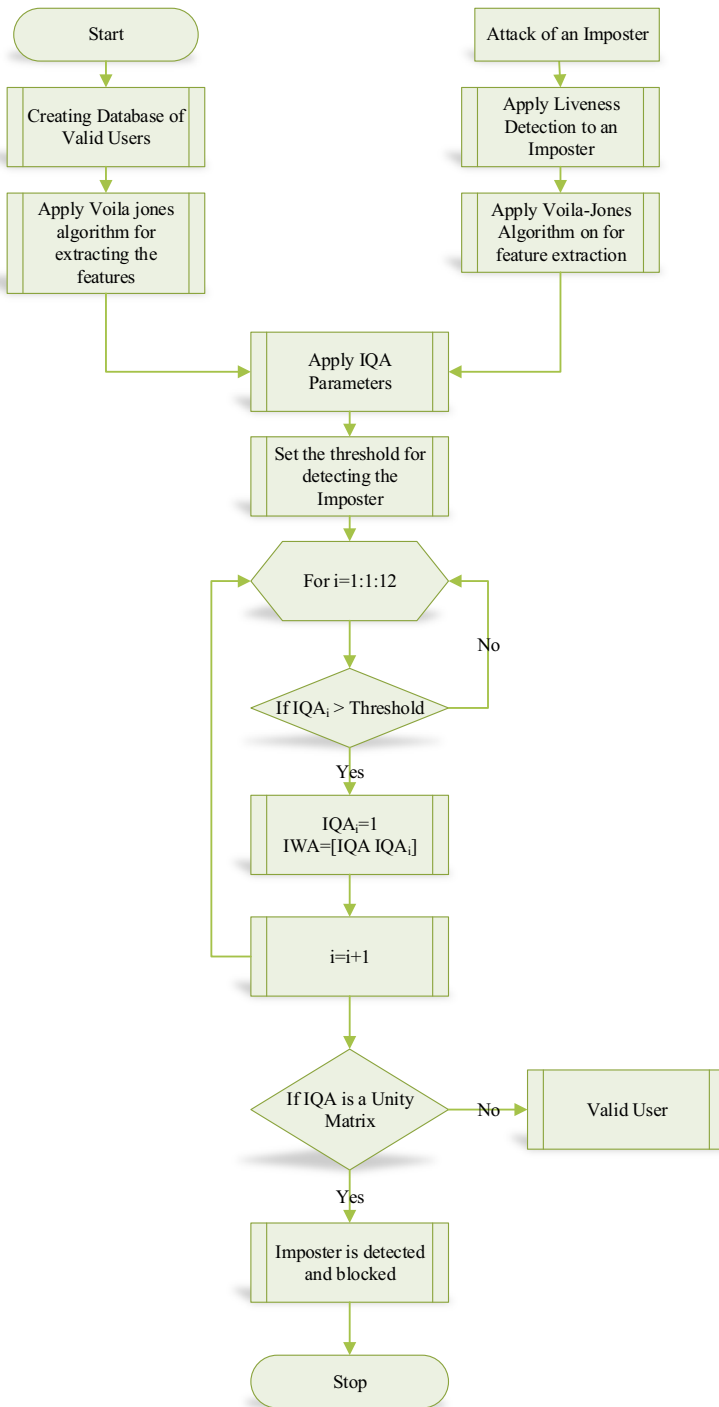 Start
Attack of an Imposter
Creating Database of
Valid Users
Apply Liveness
Detection to an
Imposter
Apply Voila jones
algorithm for
extracting the
features
Apply Voila-Jones
Algorithm on for
feature extraction
Apply IQA
Parameters
Set the threshold for
detecting the
Imposter
For i=1:1:12
No
If IQAᵢ > Threshold
Yes
IQAᵢ=1
IWA=[IQA IQAᵢ]
i=i+1
If IQA is a Unity
Matrix
No
Valid User
Yes
Imposter is detected
and blocked
Stop